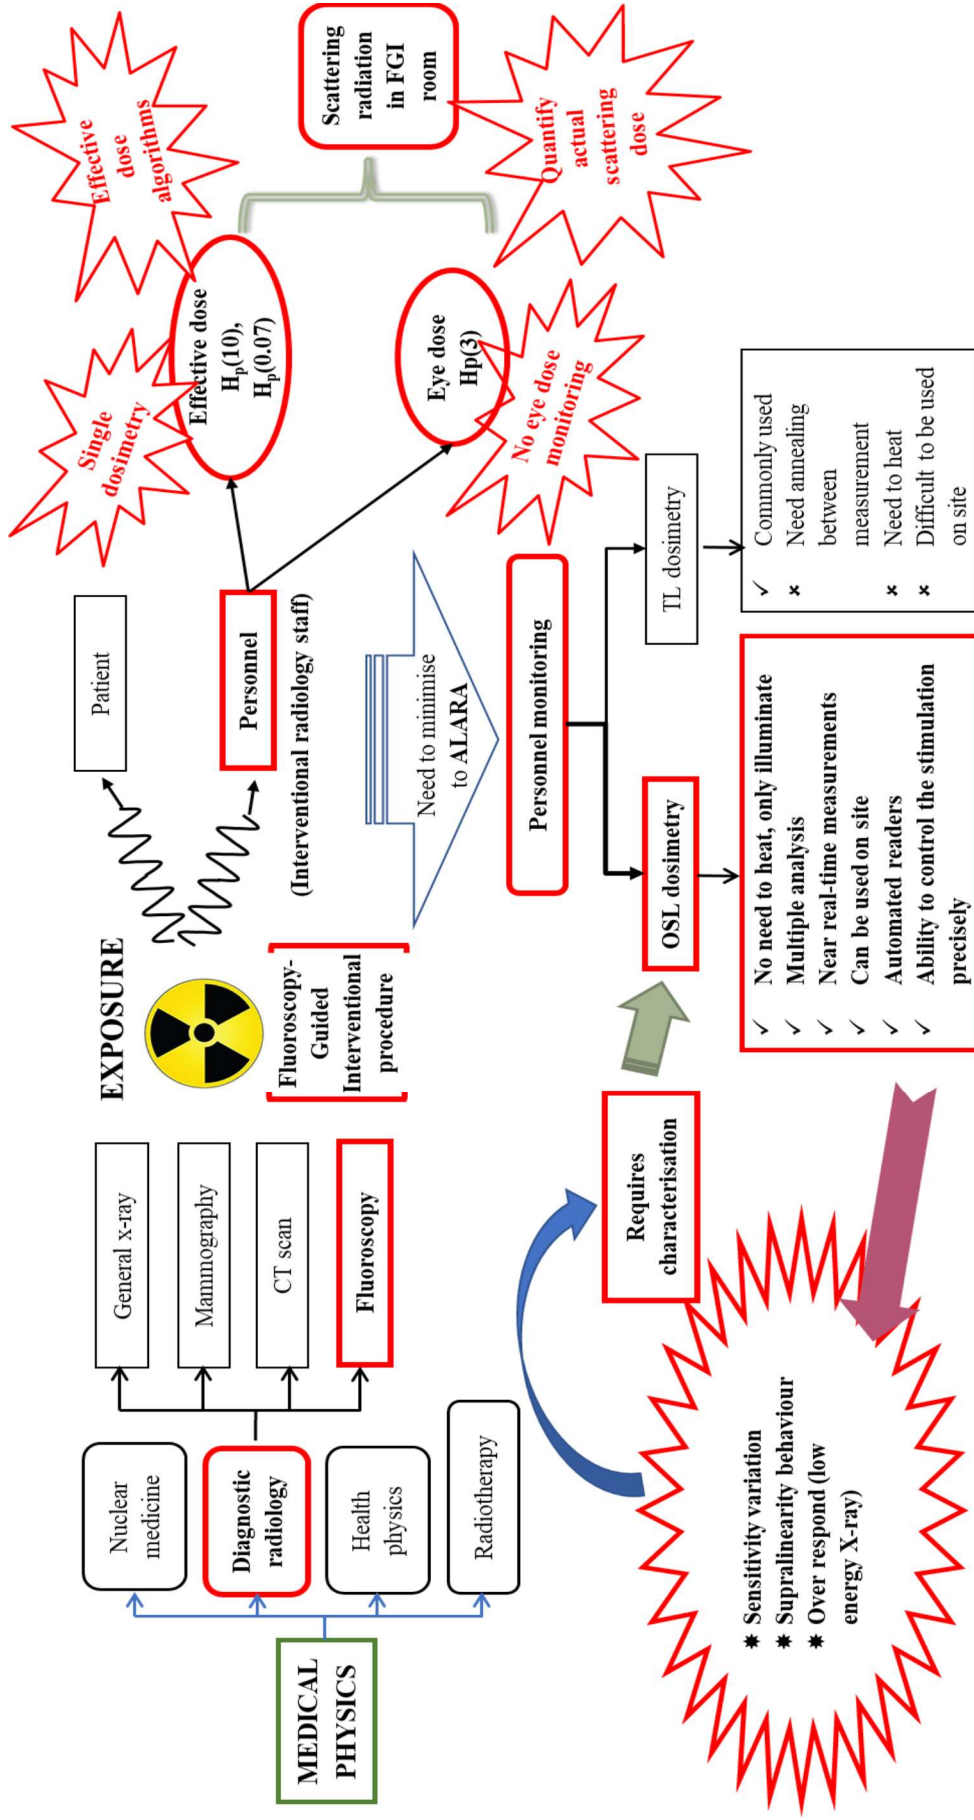 MEDICAL
PHYSICS
Nuclear
medicine
Diagnostic
radiology
Health
physics
Radiotherapy
General x-ray
Mammography
CT scan
Fluoroscopy
EXPOSURE
Fluoroscopy-
Guided
Interventional
procedure
Patient
Personnel
(Interventional radiology staff)
Single
dosimetry
Effective
dose
algorithms
Effective dose
Hp(10),
Hp(0.07)
Eye dose
Hp(3)
No eye dose
monitoring
Scattering
radiation
in FGI
room
Quantify
actual
scattering
dose
Need to minimise
to ALARA
Personnel monitoring
OSL dosimetry
TL dosimetry
✓ No need to heat, only illuminate
✓ Multiple analysis
✓ Near real-time measurements
✓ Can be used on site
✓ Automated readers
✓ Ability to control the stimulation
precisely
✓ Commonly used
× Need annealing
between
measurement
× Need to heat
× Difficult to be used
on site
Requires
characterisation
✸ Sensitivity variation
✸ Supralinearity behaviour
✸ Over respond (low
energy X-ray)